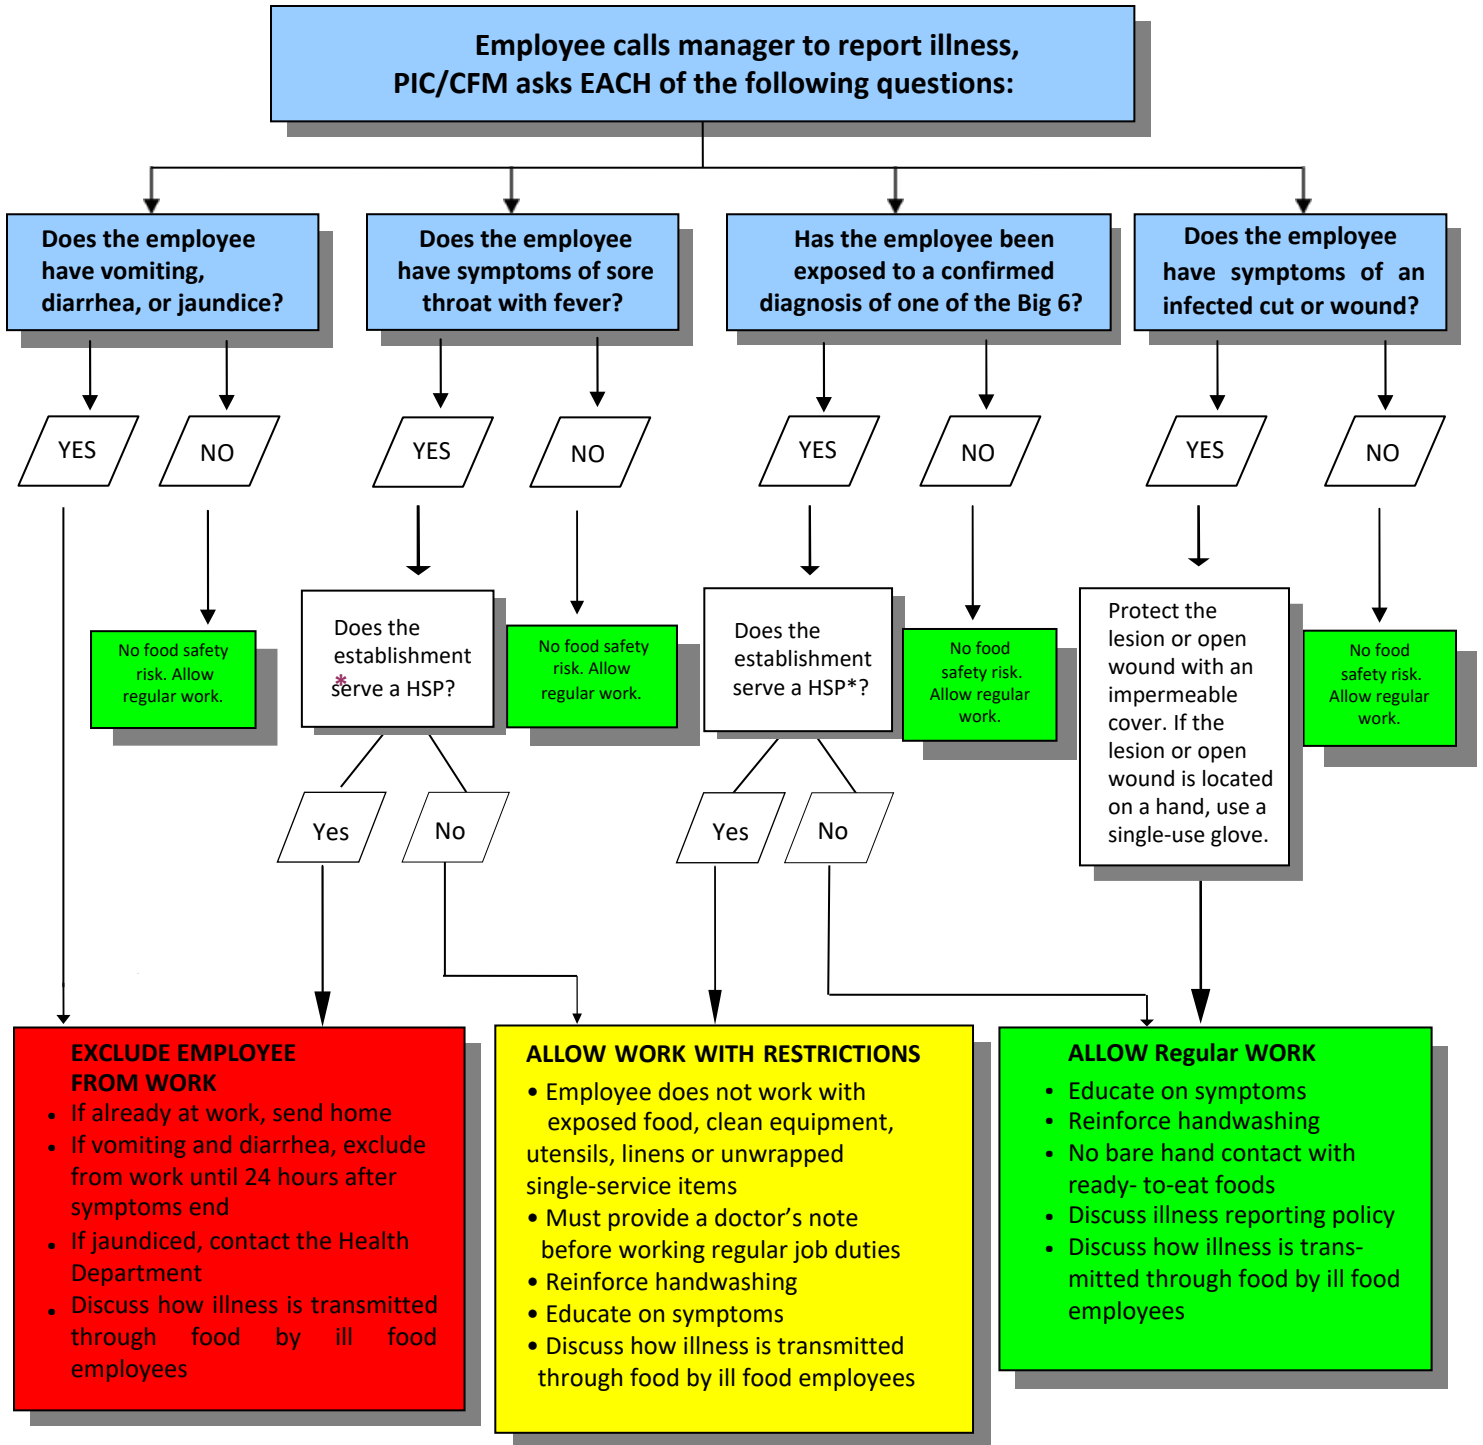 Employee calls manager to report illness,
PIC/CFM asks EACH of the following questions:
Does the employee
have vomiting,
diarrhea, or jaundice?
Does the employee
have symptoms of sore
throat with fever?
Has the employee been
exposed to a confirmed
diagnosis of one of the Big 6?
Does the employee
have symptoms of an
infected cut or wound?
YES
NO
YES
NO
YES
NO
YES
NO
No food safety
risk. Allow
regular work.
Does the
establishment
*
serve a HSP?
No food safety
risk. Allow
regular work.
Does the
establishment
serve a HSP*?
No food
safety risk.
Allow regular
work.
Protect the
lesion or open
wound with an
impermeable
cover. If the
lesion or open
wound is located
on a hand, use a
single-use glove.
No food
safety risk.
Allow regular
work.
Yes
No
Yes
No
EXCLUDE EMPLOYEE
FROM WORK
• If already at work, send home
• If vomiting and diarrhea, exclude
from work until 24 hours after
symptoms end
• If jaundiced, contact the Health
Department
• Discuss how illness is transmitted
through food by ill food
employees
ALLOW WORK WITH RESTRICTIONS
• Employee does not work with
exposed food, clean equipment,
utensils, linens or unwrapped
single-service items
• Must provide a doctor’s note
before working regular job duties
• Reinforce handwashing
• Educate on symptoms
• Discuss how illness is transmitted
through food by ill food employees
ALLOW Regular WORK
• Educate on symptoms
• Reinforce handwashing
• No bare hand contact with
ready- to-eat foods
• Discuss illness reporting policy
• Discuss how illness is trans-
mitted through food by ill food
employees